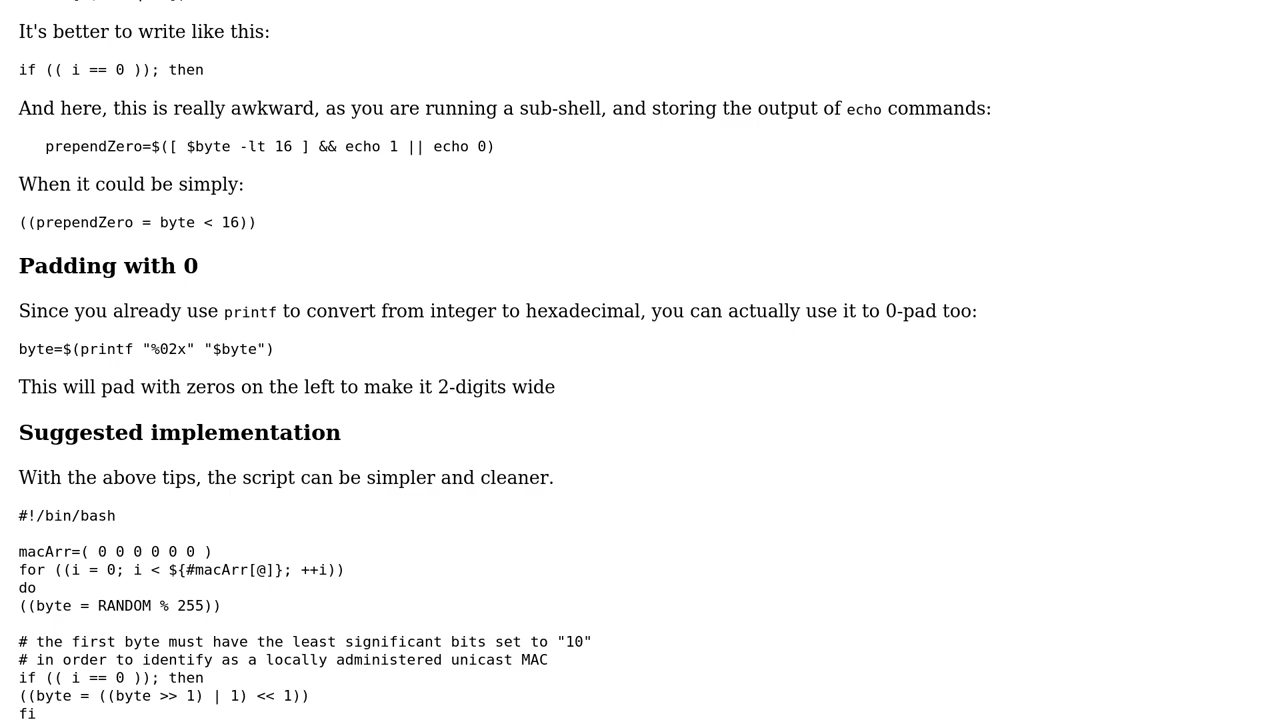 It's better to write like this:
if (( i == 0 )); then
And here, this is really awkward, as you are running a sub-shell, and storing the output of echo commands:
prependZero=$([ $byte -lt 16 ] && echo 1 || echo 0)
When it could be simply:
((prependZero = byte < 16))
Padding with 0
Since you already use printf to convert from integer to hexadecimal, you can actually use it to 0-pad too:
byte=$(printf "%02x" "$byte")
This will pad with zeros on the left to make it 2-digits wide
Suggested implementation
With the above tips, the script can be simpler and cleaner.
#!/bin/bash
macArr=( 0 0 0 0 0 0 )
for ((i = 0; i < ${#macArr[@]}; ++i))
do
((byte = RANDOM % 255))
# the first byte must have the least significant bits set to "10"
# in order to identify as a locally administered unicast MAC
if (( i == 0 )); then
((byte = ((byte >> 1) | 1) << 1))
fi